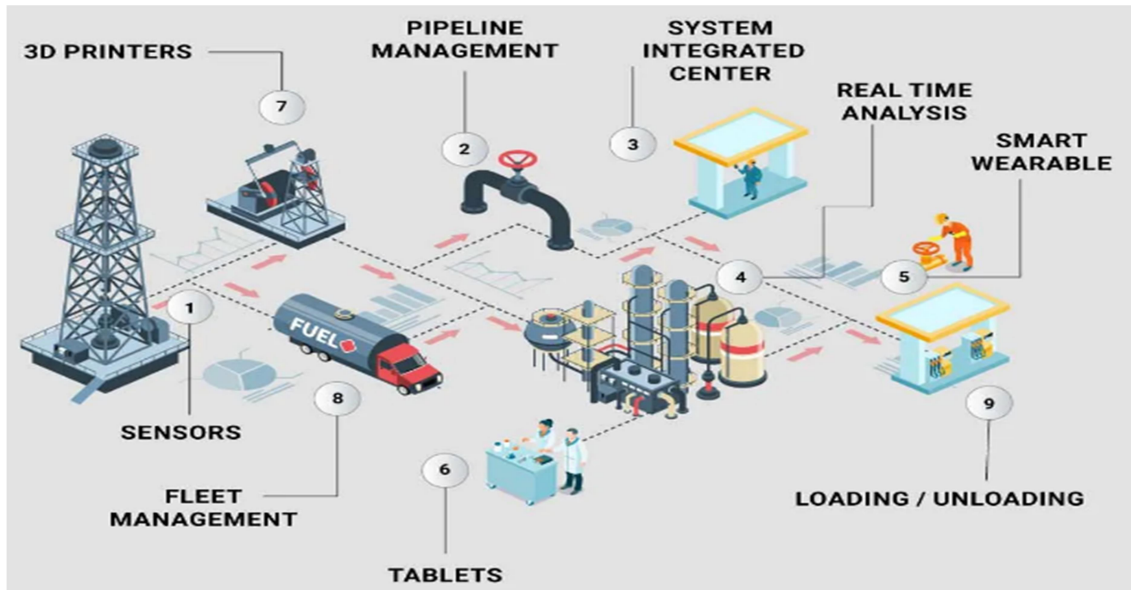 3D PRINTERS
7
PIPELINE
MANAGEMENT
2
SYSTEM
INTEGRATED
CENTER
3
REAL TIME
ANALYSIS
4
SMART
WEARABLE
5
1
SENSORS
FUEL
8
FLEET
MANAGEMENT
6
TABLETS
9
LOADING / UNLOADING